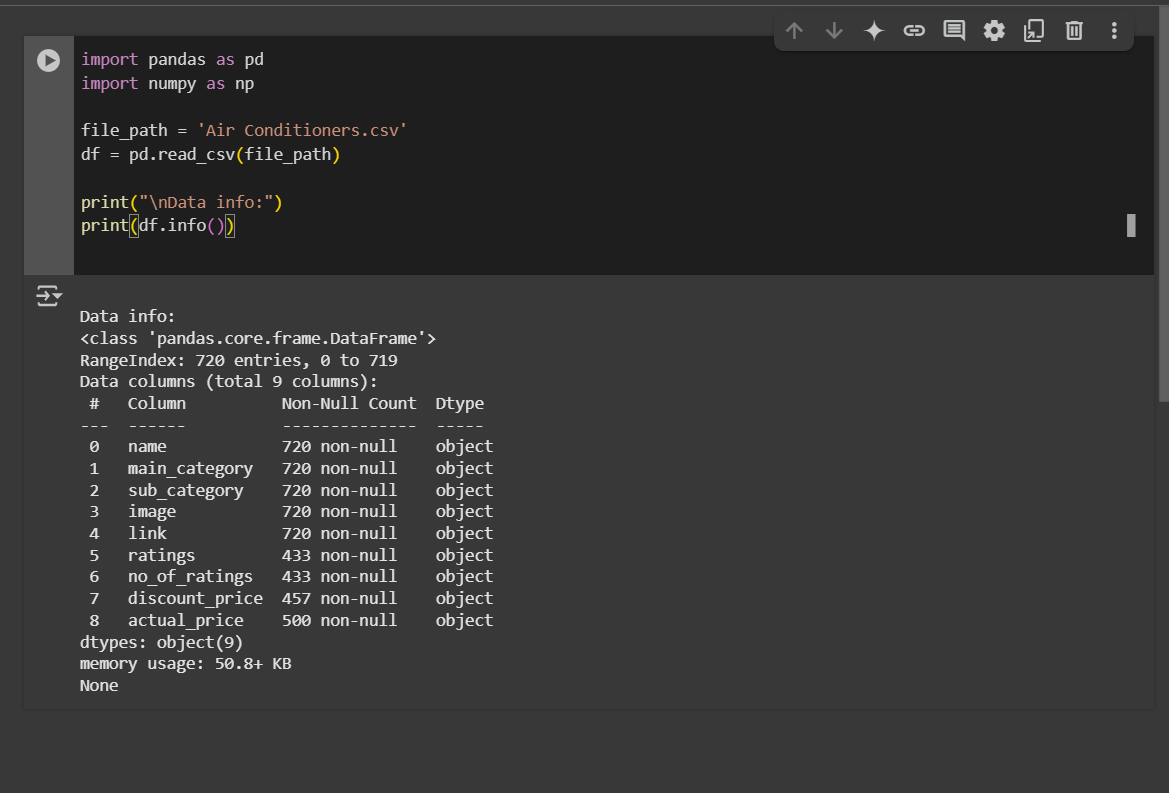 import pandas as pd
import numpy as np
file_path = 'Air Conditioners.csv'
df = pd.read_csv(file_path)
print("\nData info:")
print(df.info())
Data info:
<class 'pandas.core.frame.DataFrame'>
RangeIndex: 720 entries, 0 to 719
Data columns (total 9 columns):
 #   Column          Non-Null Count  Dtype
---  ------          --------------  -----
 0   name            720 non-null    object
 1   main_category   720 non-null    object
 2   sub_category    720 non-null    object
 3   image           720 non-null    object
 4   link            720 non-null    object
 5   ratings         433 non-null    object
 6   no_of_ratings   433 non-null    object
 7   discount_price  457 non-null    object
 8   actual_price    500 non-null    object
dtypes: object(9)
memory usage: 50.8+ KB
None